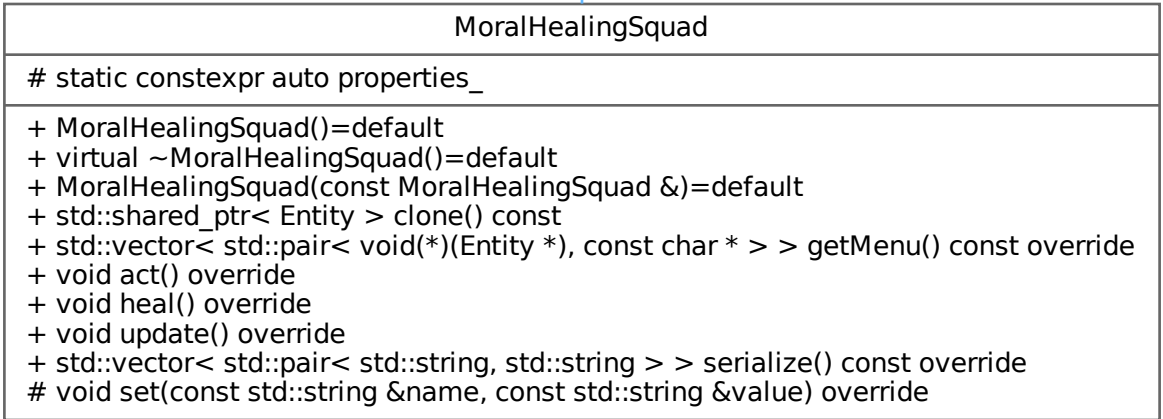 MoralHealingSquad
# static constexpr auto properties_
+ MoralHealingSquad()=default
+ virtual ~MoralHealingSquad()=default
+ MoralHealingSquad(const MoralHealingSquad &)=default
+ std::shared_ptr< Entity > clone() const
+ std::vector< std::pair< void(*)(Entity *), const char * > > getMenu() const override
+ void act() override
+ void heal() override
+ void update() override
+ std::vector< std::pair< std::string, std::string > > serialize() const override
# void set(const std::string &name, const std::string &value) override